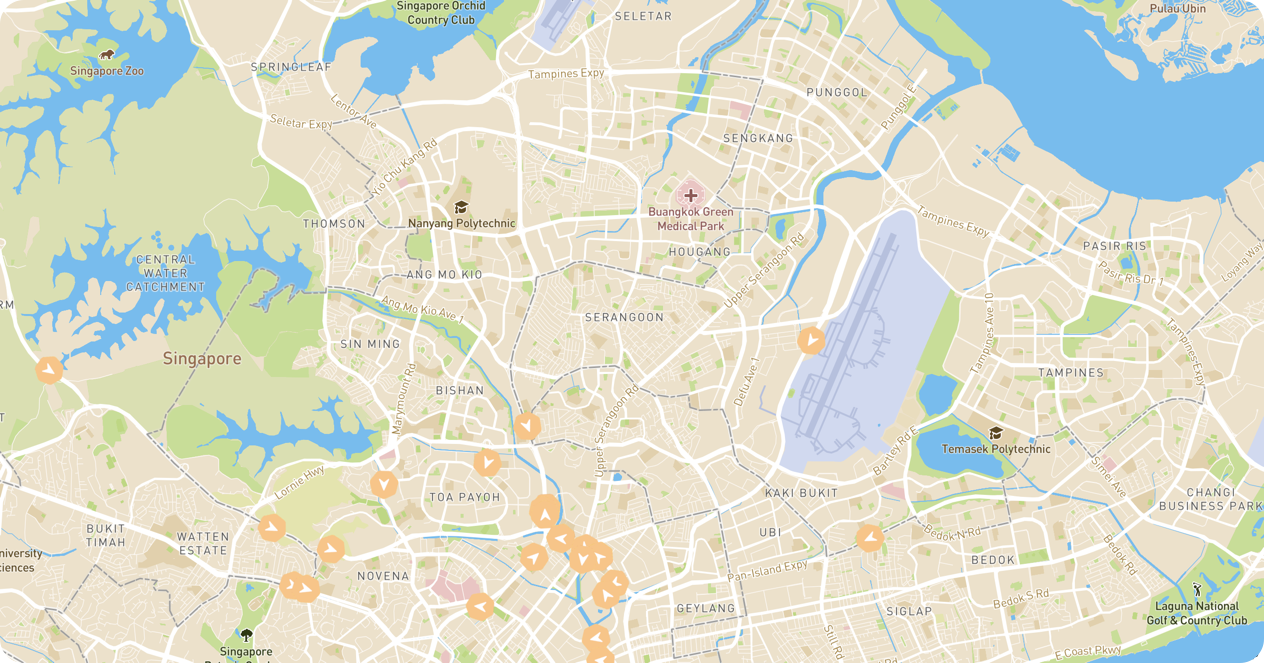 Singapore Orchid
Country Club
SELETAR
Pulau Ubin
Singapore Zoo
SPRINGLEAF
Tampines Expy
PUNGGOL
Punggol E
Lentor Ave
Seletar Expy
SENGKANG
Yio Chu Kang Rd
THOMSON
Nanyang Polytechnic
Buangkok Green
Medical Park
Tampines Expy
HOUGANG
PASIR RIS
Pasir Ris Dr 1
Loyang Way
CENTRAL
WATER
CATCHMENT
ANG MO KIO
Upper Serangoon Rd
Ang Mo Kio Ave 1
SERANGOON
Tampines Ave 10
Tampines Expy
SIN MING
Singapore
TAMPINES
BISHAN
Marymount Rd
Upper Serangoon Rd
Defu Ave 1
Bartley Rd E
Temasek Polytechnic
Simei Ave
Lornie Hwy
TOA PAYOH
KAKI BUKIT
CHANGI
BUSINESS PARK
BUKIT
TIMAH
WATTEN
ESTATE
UBI
Bedok N Rd
BEDOK
Bedok Rd
niversity
ciences
NOVENA
Pan-Island Expy
Bedok S Rd
GEYLANG
SIGLAP
Laguna National
Golf & Country Club
Still Rd
Singapore
E Coast Pkwy